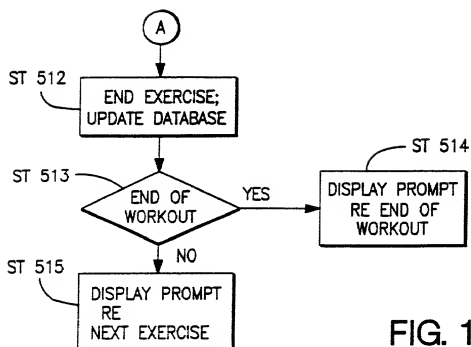 A
ST 512
END EXERCISE;
UPDATE DATABASE
ST 513
END OF
WORKOUT
YES
ST 514
DISPLAY PROMPT
RE END OF
WORKOUT
NO
ST 515
DISPLAY PROMPT
RE
NEXT EXERCISE
FIG. 1